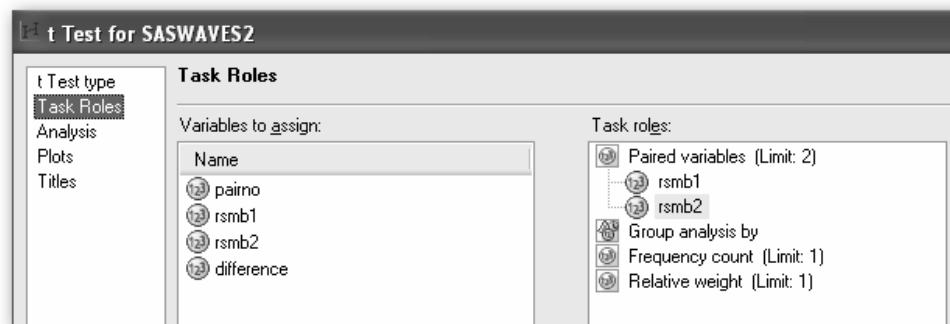 t Test for SASWAVES2
t Test type
Task Roles
Analysis
Plots
Titles
Task Roles
Variables to assign:
Name
pairno
rsmb1
rsmb2
difference
Task roles:
Paired variables (Limit: 2)
rsmb1
rsmb2
Group analysis by
Frequency count (Limit: 1)
Relative weight (Limit: 1)